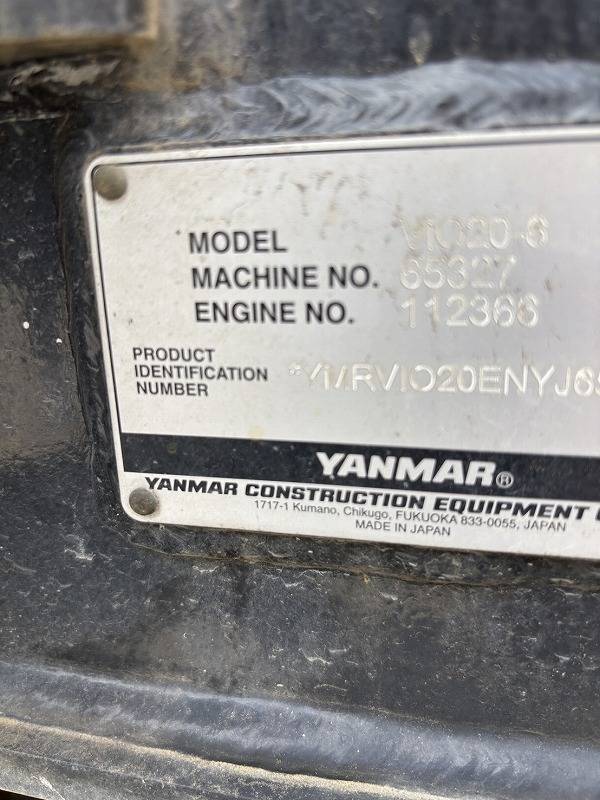 MODEL VIO20-6
MACHINE NO. 65327
ENGINE NO. 112366
PRODUCT
IDENTIFICATION
NUMBER
*YMRVIO20ENYJ65
YANMAR®
YANMAR CONSTRUCTION EQUIPMENT
1717-1 Kumano, Chikugo, FUKUOKA 833-0055, JAPAN
MADE IN JAPAN